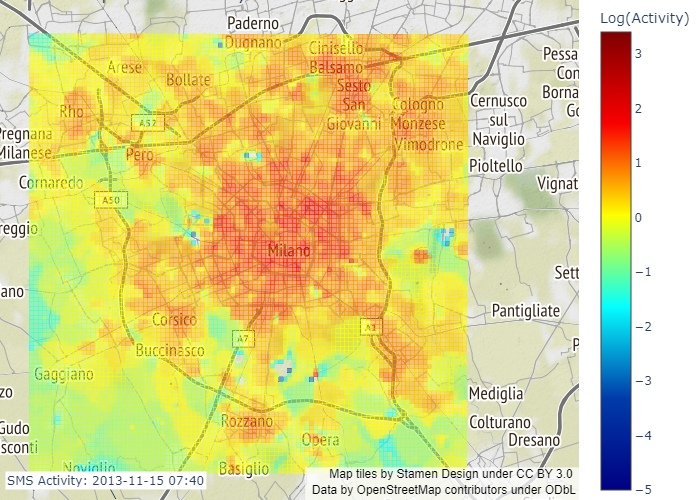 Log(Activity)
Paderno
Dugnano
Cinisello
Balsamo
Arese
Bollate
Sesto
San
Giovanni
Pessa
Con
Borna
Go
Rho
A52
Cologno
Monzese
Vimodrone
Cernusco
sul
Naviglio
Pregnana
Milanese
Pero
Pioltello
Cornaredo
A50
Vignat
reggio
Milano
Sett
ano
Pantigliate
Corsico
A7
A1
P
Buccinasco
Gaggiano
zo
Mediglia
Rozzano
Colturano
Gudo
sconti
Opera
Dresano
Noviglio
Basiglio
SMS Activity: 2013-11-15 07:40
Map tiles by Stamen Design under CC BY 3.0
Data by OpenStreetMap contributors under ODbL
3
2
1
0
−1
−2
−3
−4
−5